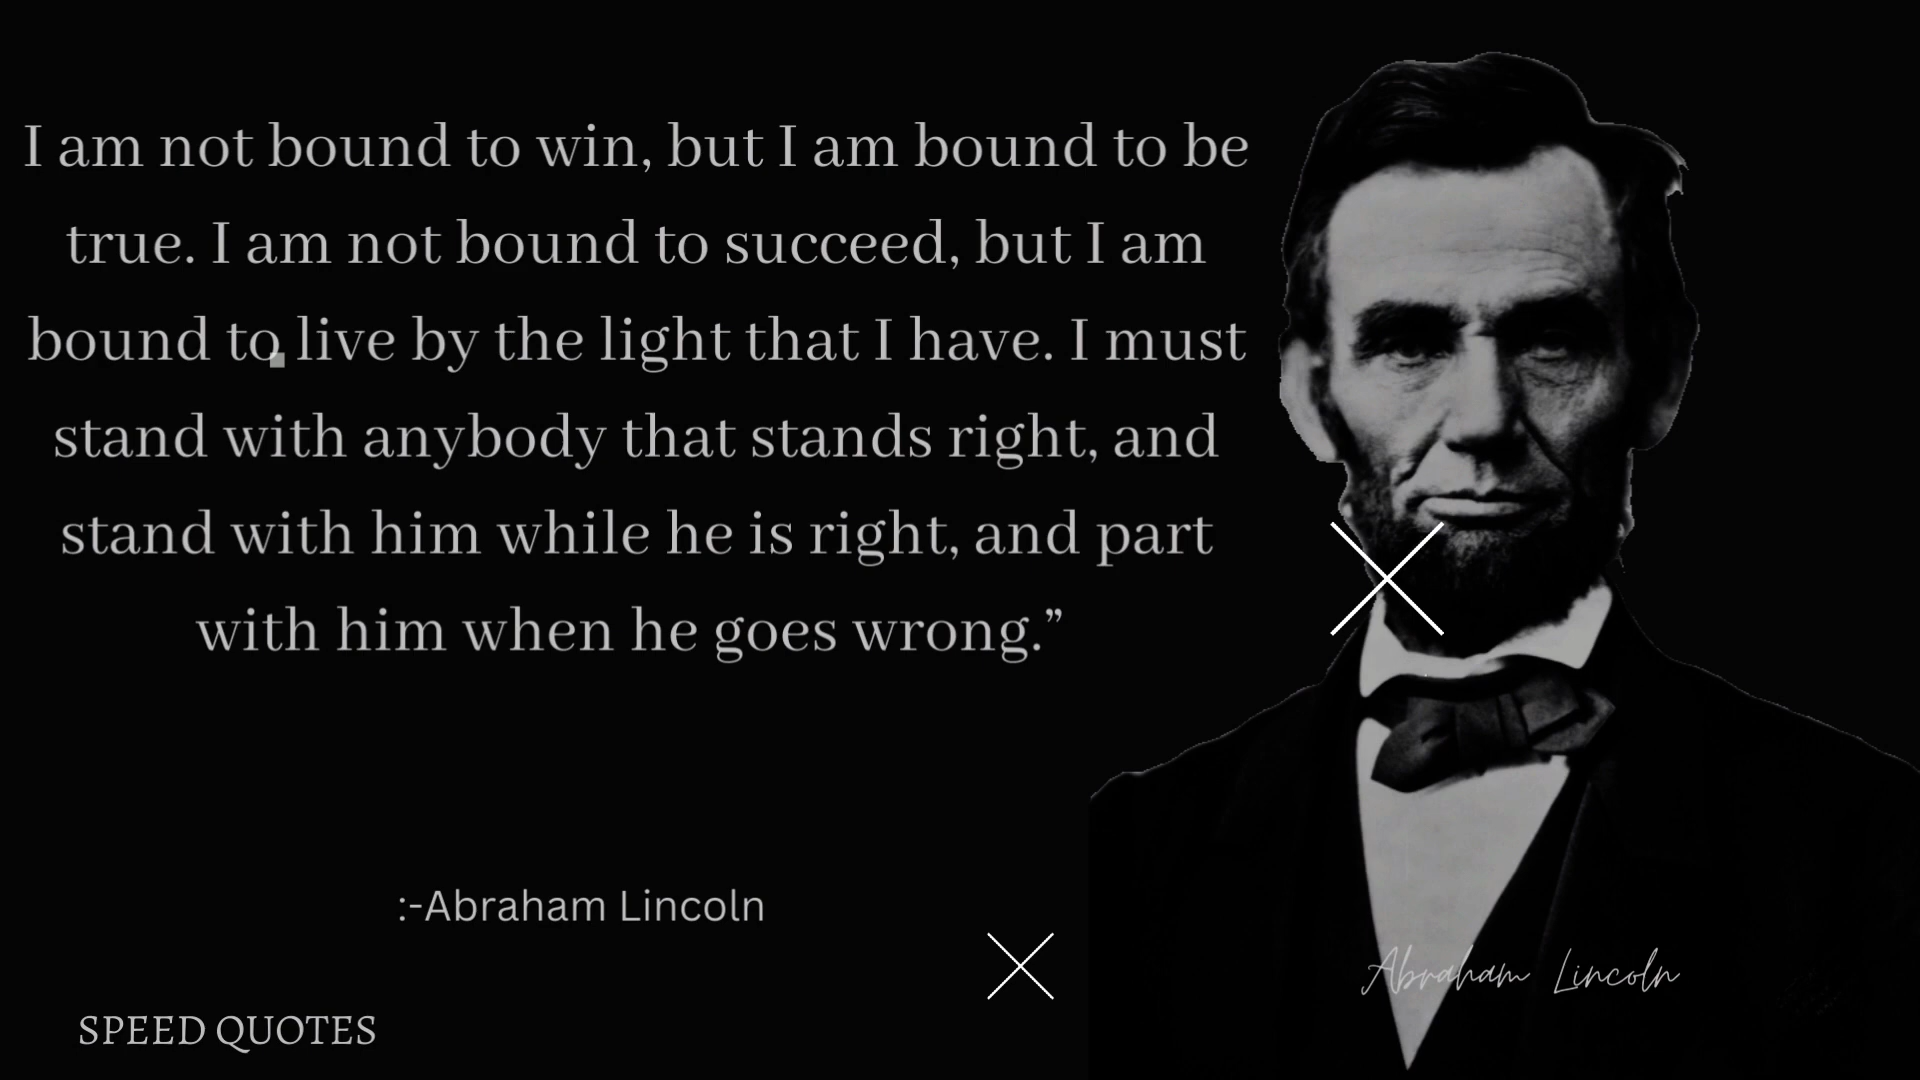 I am not bound to win, but I am bound to be
true. I am not bound to succeed, but I am
bound to live by the light that I have. I must
stand with anybody that stands right, and
stand with him while he is right, and part
with him when he goes wrong.”
:-Abraham Lincoln
Abraham Lincoln
SPEED QUOTES